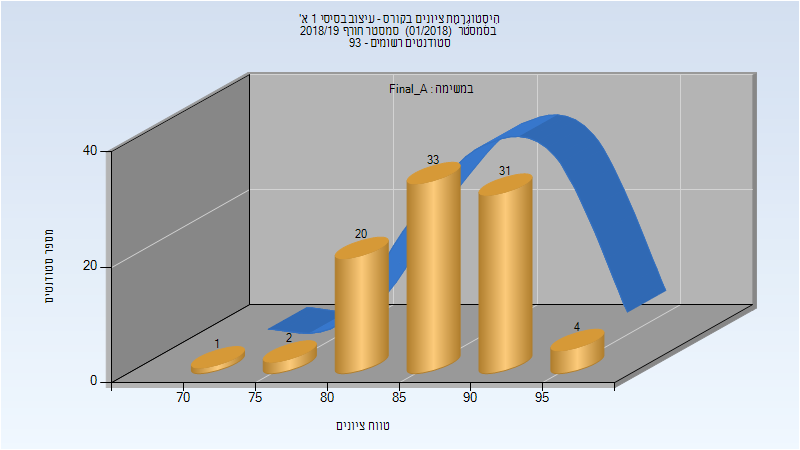 היסטוגרמת ציונים בקורס - עיצוב בסיסי 1 א'
בסמסטר (01/2018) סמסטר חורף 2018/19
סטודנטים רשומים - 93
במשימה : Final_A
מספר סטודנטים
40
20
0
1
2
20
33
31
4
70
75
80
85
90
95
טווח ציונים